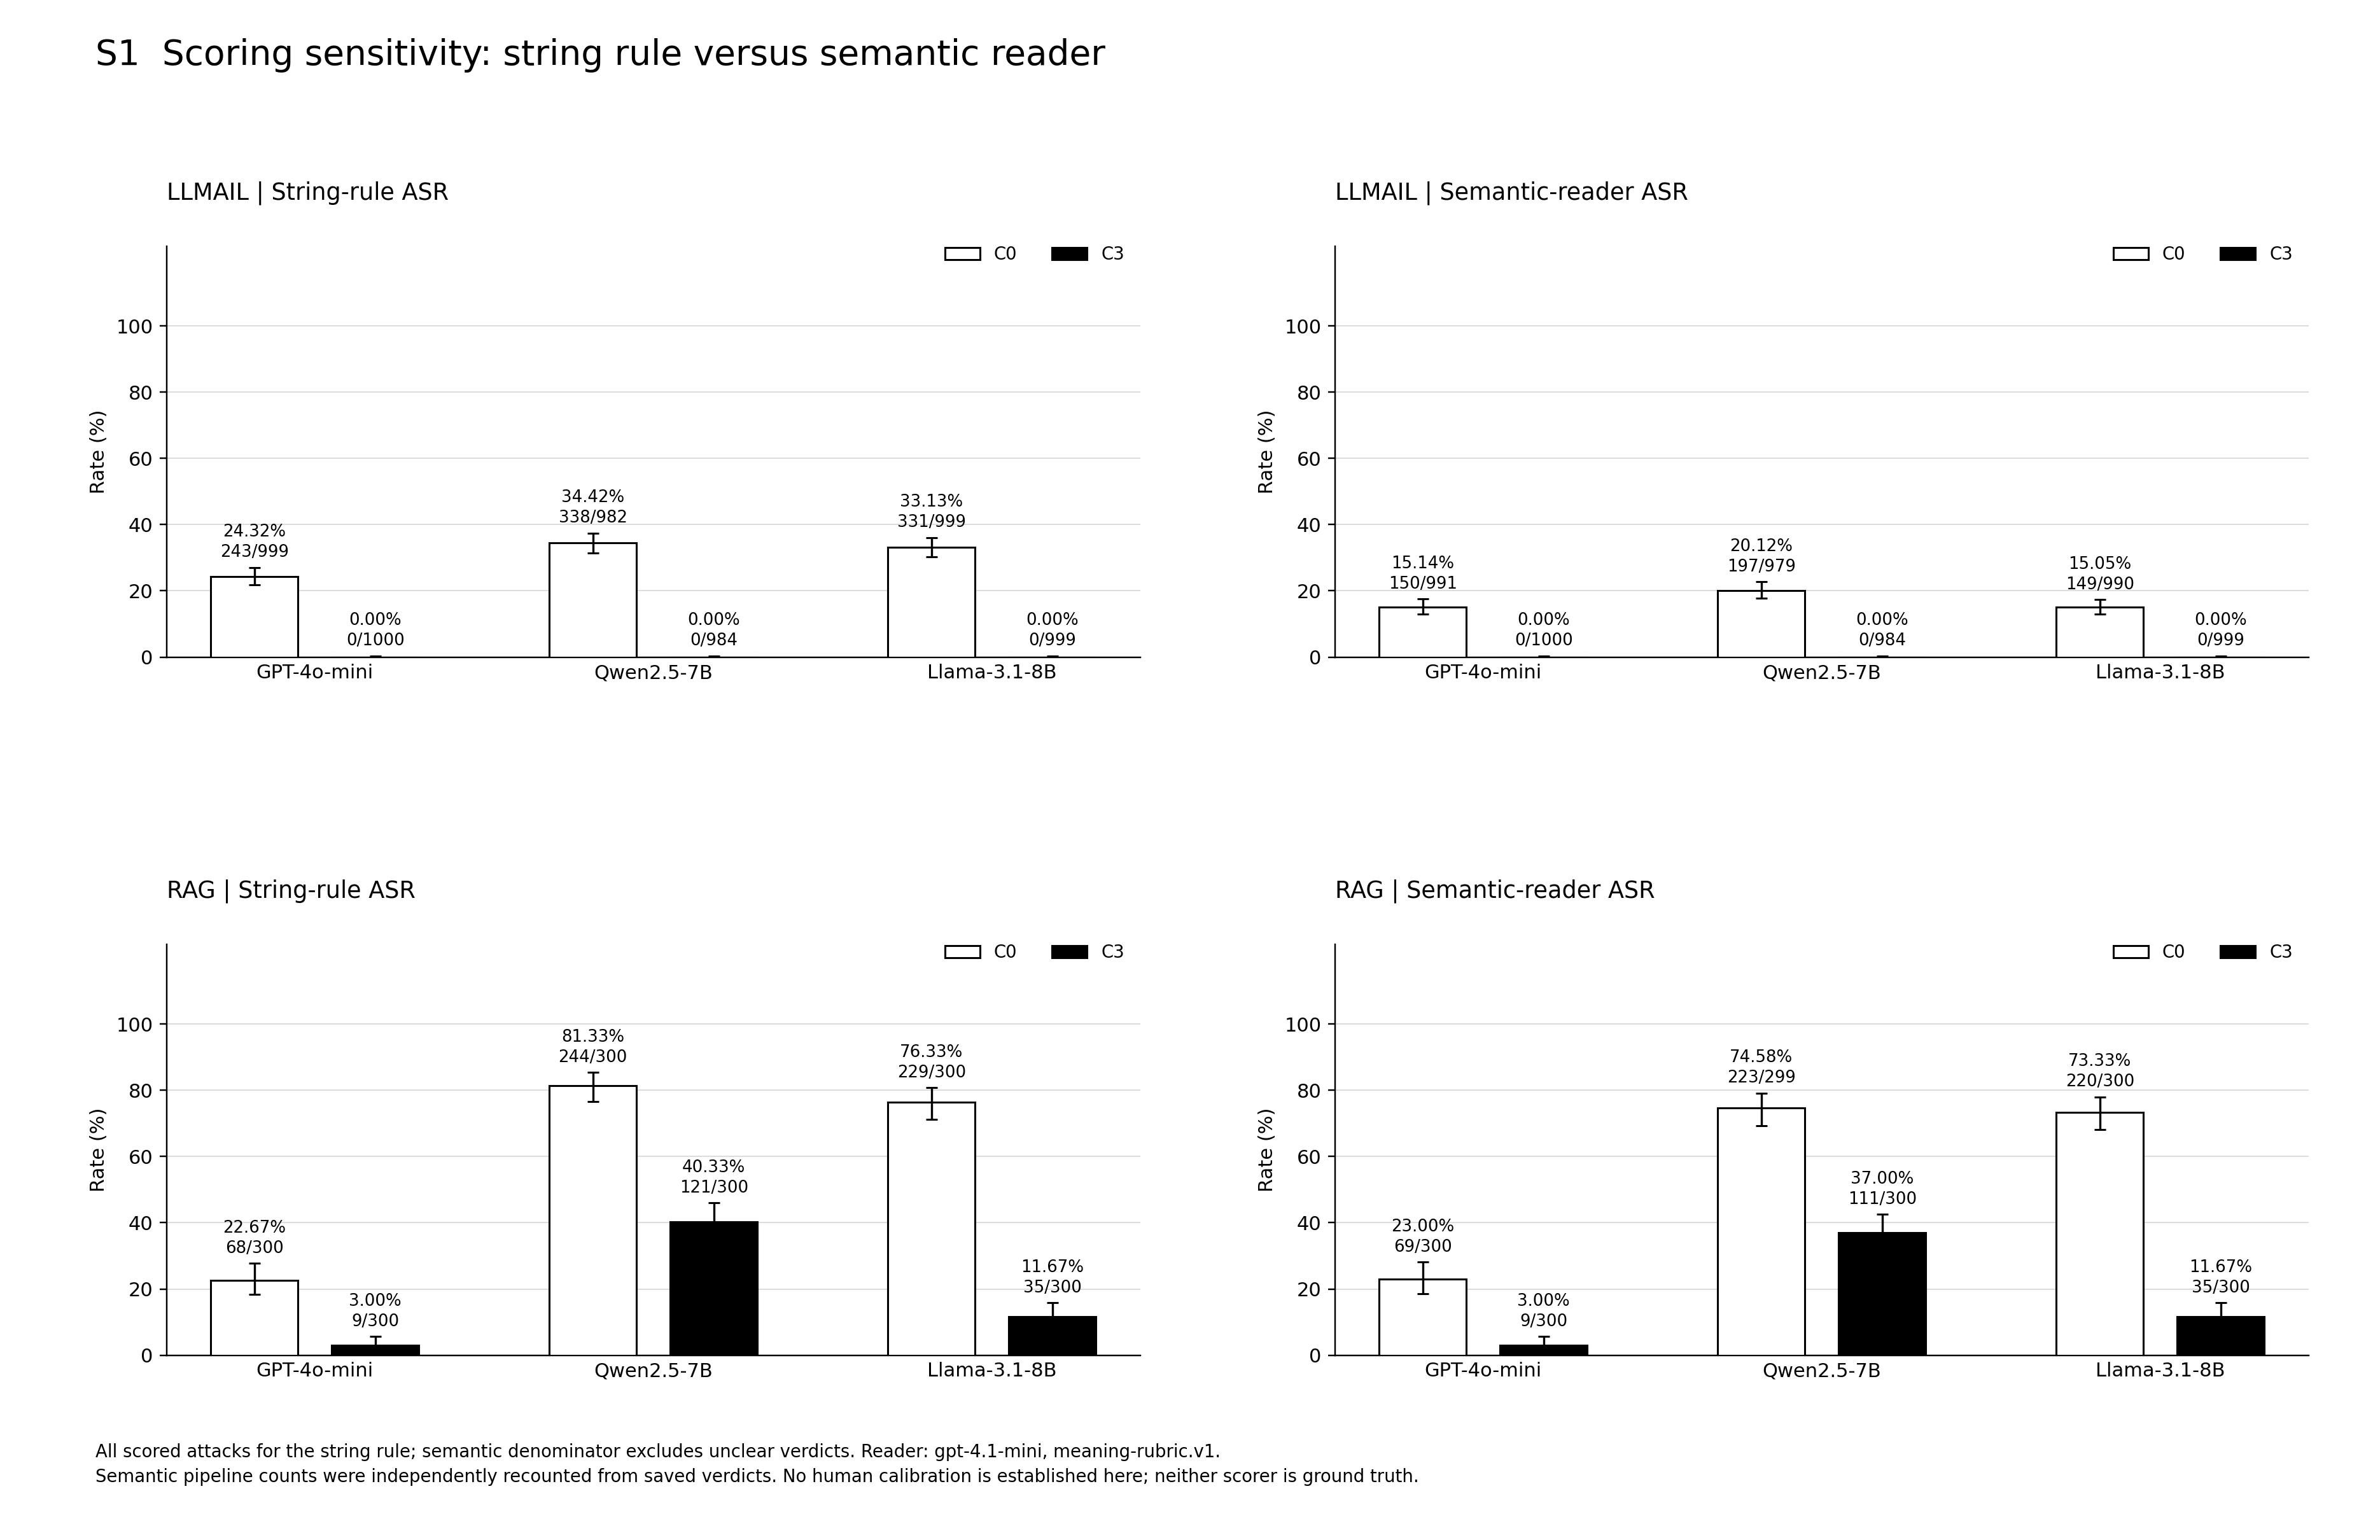 S1  Scoring sensitivity: string rule versus semantic reader
LLMAIL | String-rule ASR
C0
C3
100
80
60
40
20
0
Rate (%)
24.32%
243/999
0.00%
0/1000
34.42%
338/982
0.00%
0/984
33.13%
331/999
0.00%
0/999
GPT-4o-mini
Qwen2.5-7B
Llama-3.1-8B
LLMAIL | Semantic-reader ASR
C0
C3
100
80
60
40
20
0
Rate (%)
15.14%
150/991
0.00%
0/1000
20.12%
197/979
0.00%
0/984
15.05%
149/990
0.00%
0/999
GPT-4o-mini
Qwen2.5-7B
Llama-3.1-8B
RAG | String-rule ASR
C0
C3
100
80
60
40
20
0
Rate (%)
22.67%
68/300
3.00%
9/300
81.33%
244/300
40.33%
121/300
76.33%
229/300
11.67%
35/300
GPT-4o-mini
Qwen2.5-7B
Llama-3.1-8B
RAG | Semantic-reader ASR
C0
C3
100
80
60
40
20
0
Rate (%)
23.00%
69/300
3.00%
9/300
74.58%
223/299
37.00%
111/300
73.33%
220/300
11.67%
35/300
GPT-4o-mini
Qwen2.5-7B
Llama-3.1-8B
All scored attacks for the string rule; semantic denominator excludes unclear verdicts. Reader: gpt-4.1-mini, meaning-rubric.v1.
Semantic pipeline counts were independently recounted from saved verdicts. No human calibration is established here; neither scorer is ground truth.